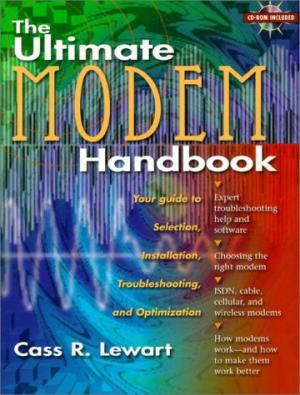 CD-ROM INCLUDED
The
Ultimate
MODEM
Handbook
Your guide to
Selection,
Installation,
Troubleshooting,
and Optimization
Expert
troubleshooting
help and
software
Choosing the
right modem
ISDN, cable,
cellular, and
wireless modems
How modems
work—and how
to make them
work better
Cass R. Lewart